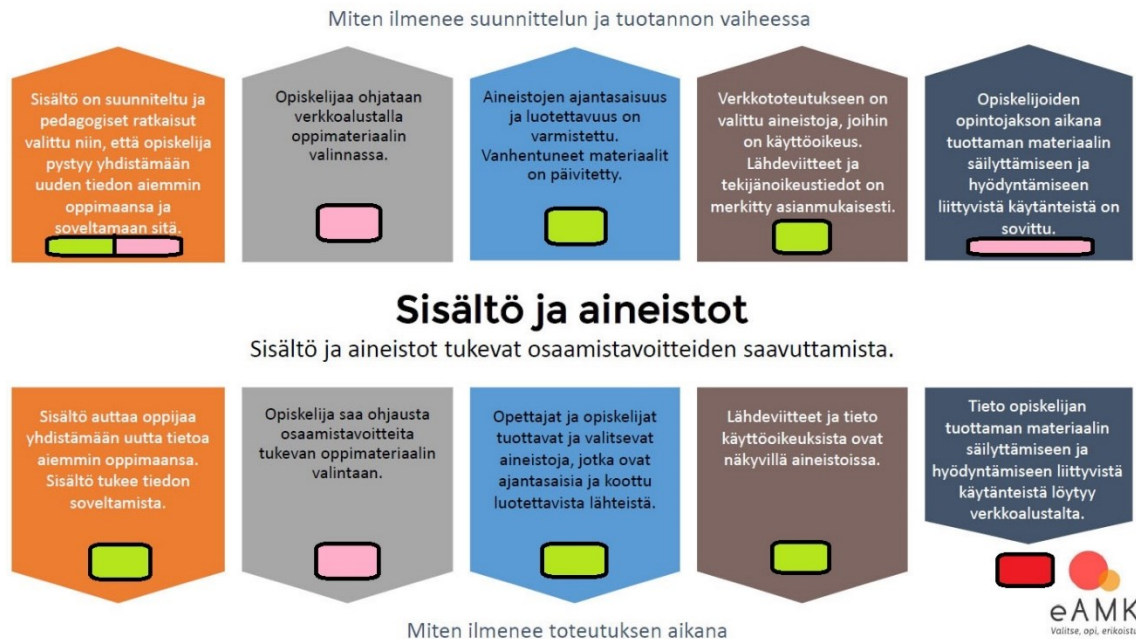 Miten ilmenee suunnittelun ja tuotannon vaiheessa
Sisältö on suunniteltu ja
pedagogiset ratkaisut
valittu niin, että opiskelija
pystyy yhdistämään
uuden tiedon aiemmin
oppimaansa ja
soveltamaan sitä.
Opiskelijaa ohjataan
verkkoalustalla
oppimateriaalin
valinnassa.
Aineistojen ajantasaisuus
ja luotettavuus on
varmistettu.
Vanhentuneet materiaalit
on päivitetty.
Verkkototeutukseen on
valittu aineistoja, joihin
on käyttöoikeus.
Lähdeviitteet ja
tekijänoikeustiedot on
merkitty asianmukaisesti.
Opiskelijoiden
opintojakson aikana
tuottaman materiaalin
säilyttämiseen ja
hyödyntämiseen
liittyvistä käytänteistä on
sovittu.
Sisältö ja aineistot
Sisältö ja aineistot tukevat osaamistavoitteiden saavuttamista.
Sisältö auttaa oppijaa
yhdistämään uutta tietoa
aiemmin oppimaansa.
Sisältö tukee tiedon
soveltamista.
Opiskelija saa ohjausta
osaamistavoitteita
tukevan oppimateriaalin
valintaan.
Opettajat ja opiskelijat
tuottavat ja valitsevat
aineistoja, jotka ovat
ajantasaisia ja koottu
luotettavista lähteistä.
Lähdeviitteet ja tieto
käyttöoikeuksista ovat
näkyvillä aineistoissa.
Tieto opiskelijan
tuottaman materiaalin
säilyttämiseen ja
hyödyntämiseen liittyvistä
käytänteistä löytyy
verkkoalustalta.
Miten ilmenee toteutuksen aikana
eAMK
Valitse, opi, erikoistu